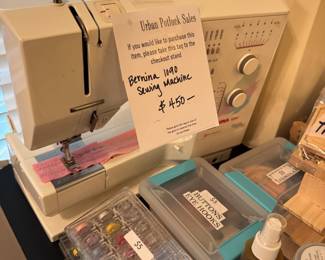 Urban Potluck Sales
If you would like to purchase this
item, please take this tag to the
checkout stand
Bernina 1090
Sewing Machine
$450—
$5
BUTTONS
EYE HOOKS
$5